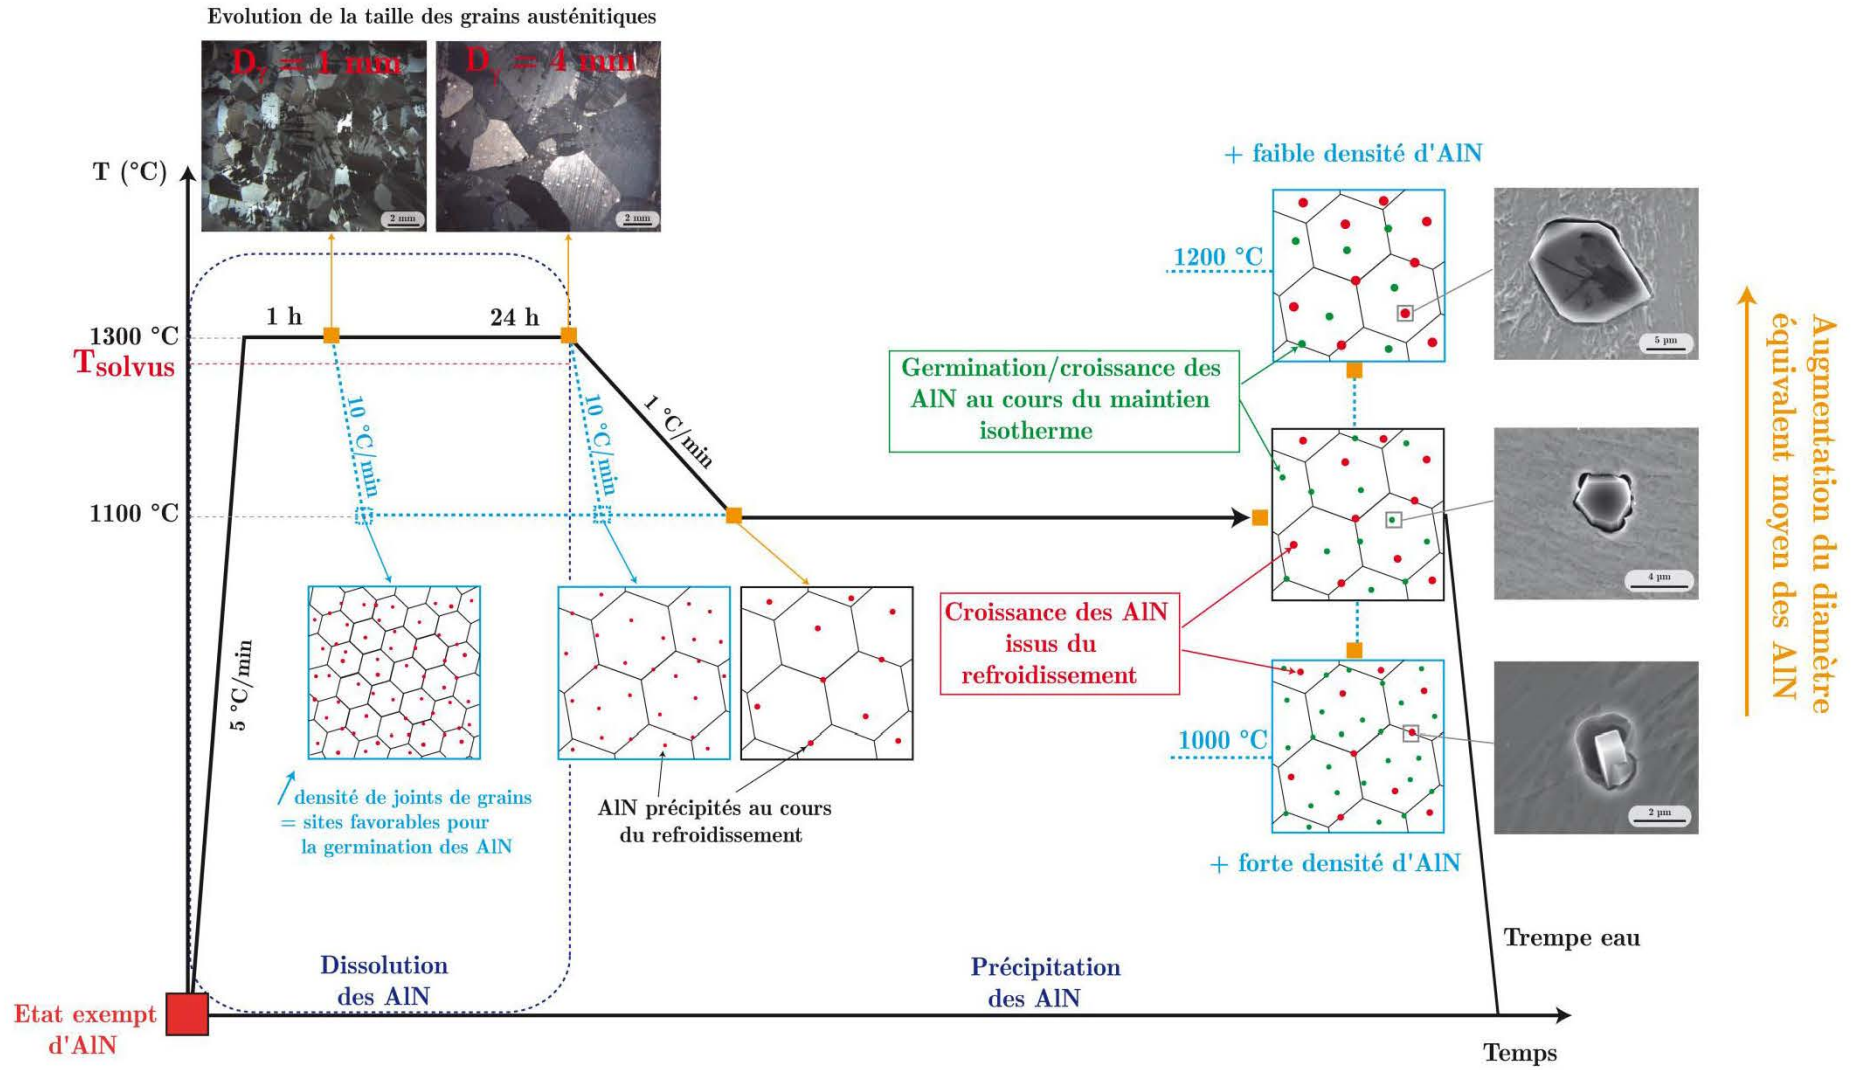 Evolution de la taille des grains austénitiques
Dγ = 1 mm
Dγ = 4 mm
2 mm
2 mm
T (°C)
1300 °C
Tsolvus
1100 °C
1 h
24 h
5 °C/min
10 °C/min
10 °C/min
1 °C/min
densité de joints de grains
= sites favorables pour
la germination des AlN
AlN précipités au cours
du refroidissement
Germination/croissance des
AlN au cours du maintien
isotherme
Croissance des AlN
issus du
refroidissement
+ faible densité d'AlN
1200 °C
1000 °C
+ forte densité d'AlN
5 µm
4 µm
2 µm
Augmentation du diamètre
équivalent moyen des AlN
Trempe eau
Dissolution
des AlN
Précipitation
des AlN
Etat exempt
d'AlN
Temps